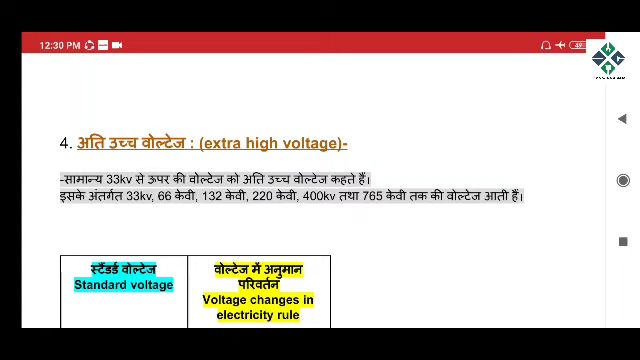 12:30 PM
49
4. अति उच्च वोल्टेज : (extra high voltage)-
-सामान्य 33kv से ऊपर की वोल्टेज को अति उच्च वोल्टेज कहते हैं।
इसके अंतर्गत 33kv, 66 केवी, 132 केवी, 220 केवी, 400kv तथा 765 केवी तक की वोल्टेज आती हैं।
स्टैंडर्ड वोल्टेज
Standard voltage
वोल्टेज में अनुमान
परिवर्तन
Voltage changes in
electricity rule